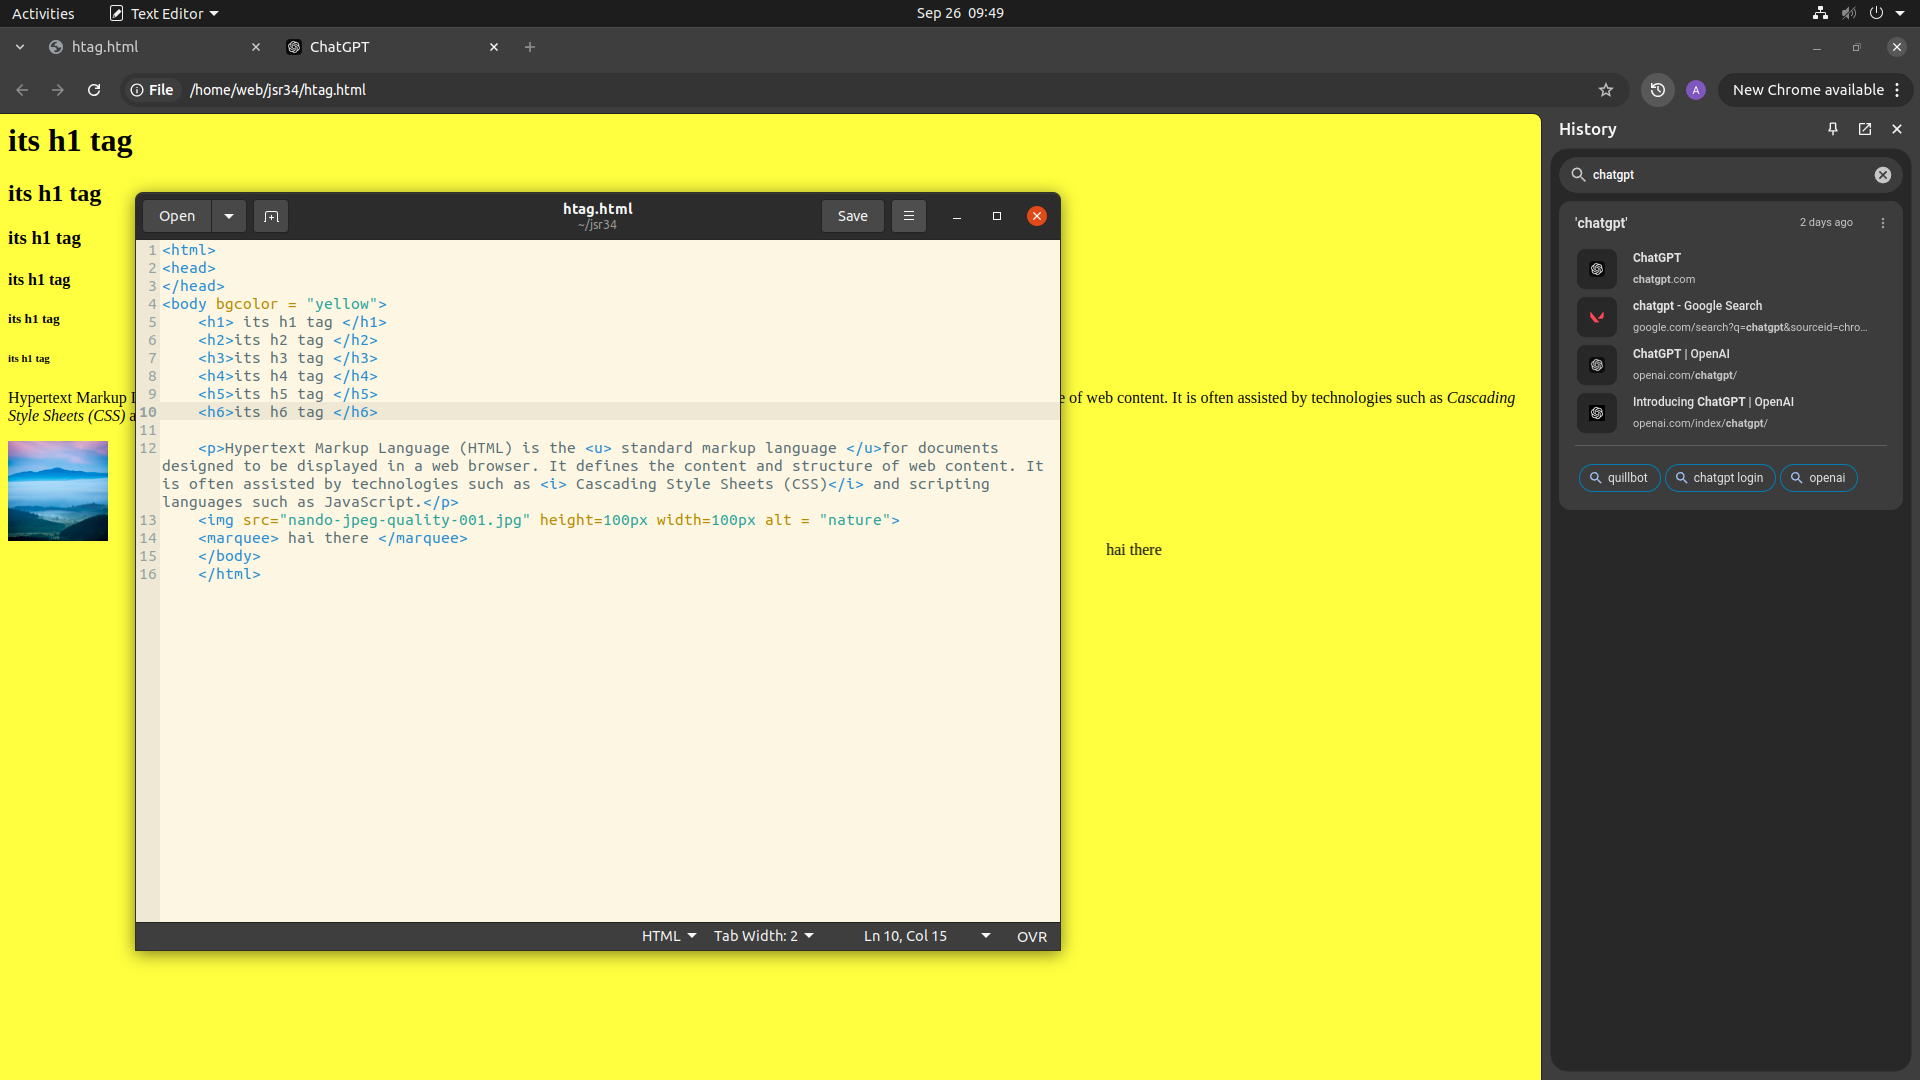 Activities
Text Editor
Sep 26 09:49
htag.html
ChatGPT
File
/home/web/jsr34/htag.html
A
New Chrome available
its h1 tag
its h1 tag
its h1 tag
its h1 tag
its h1 tag
its h1 tag
Hypertext Markup
e of web content. It is often assisted by technologies such as Cascading
Style Sheets (CSS) a
hai there
Open
htag.html
~/jsr34
Save
1 <html>
2 <head>
3 </head>
4 <body bgcolor = "yellow">
5 <h1> its h1 tag </h1>
6 <h2>its h2 tag </h2>
7 <h3>its h3 tag </h3>
8 <h4>its h4 tag </h4>
9 <h5>its h5 tag </h5>
10 <h6>its h6 tag </h6>
11
12 <p>Hypertext Markup Language (HTML) is the <u> standard markup language </u>for documents
designed to be displayed in a web browser. It defines the content and structure of web content. It
is often assisted by technologies such as <i> Cascading Style Sheets (CSS)</i> and scripting
languages such as JavaScript.</p>
13 <img src="nando-jpeg-quality-001.jpg" height=100px width=100px alt = "nature">
14 <marquee> hai there </marquee>
15 </body>
16 </html>
HTML
Tab Width: 2
Ln 10, Col 15
OVR
History
chatgpt
'chatgpt'
2 days ago
ChatGPT
chatgpt.com
chatgpt - Google Search
google.com/search?q=chatgpt&sourceid=chro…
ChatGPT | OpenAI
openai.com/chatgpt/
Introducing ChatGPT | OpenAI
openai.com/index/chatgpt/
quillbot
chatgpt login
openai